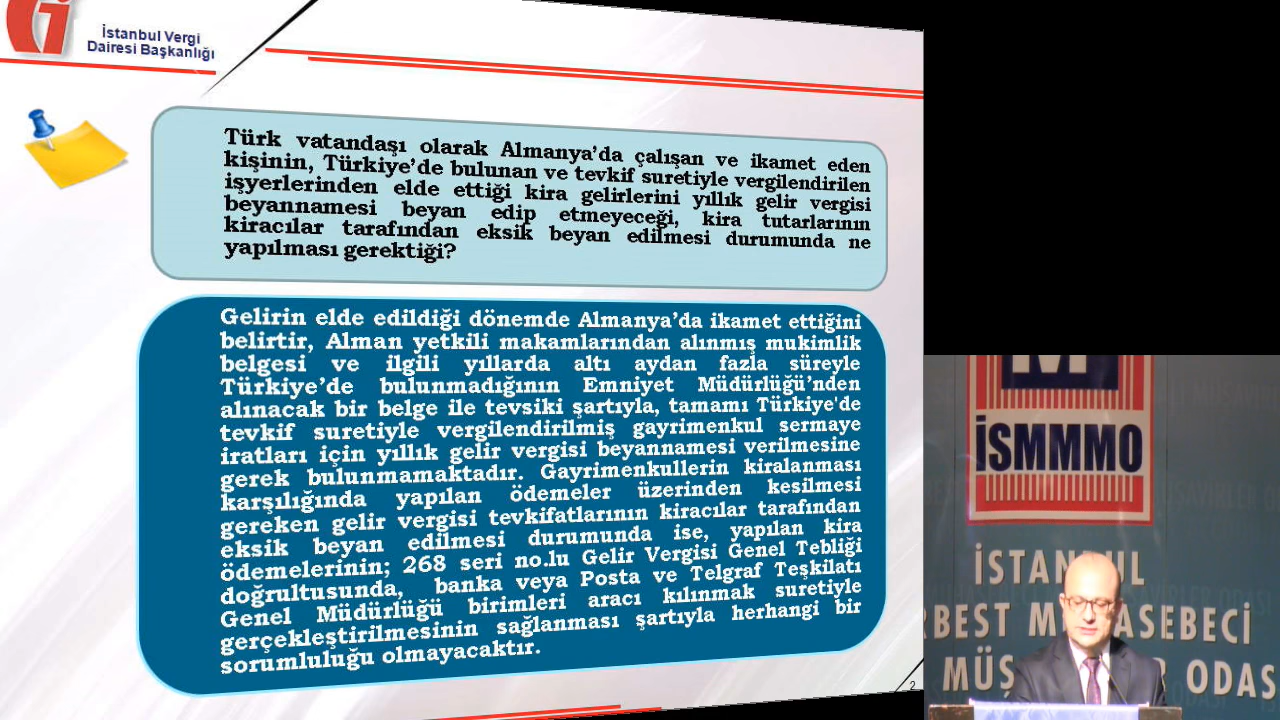 İstanbul Vergi
Dairesi Başkanlığı
Türk vatandaşı olarak Almanya'da çalışan ve ikamet eden
kişinin, Türkiye'de bulunan ve tevkif suretiyle vergilendirilen
işyerlerinden elde ettiği kira gelirlerini yıllık gelir vergisi
beyannamesi beyan edip etmeyeceği, kira tutarlarının
kiracılar tarafından eksik beyan edilmesi durumunda ne
yapılması gerektiği?
Gelirin elde edildiği dönemde Almanya'da ikamet ettiğini
belirtir, Alman yetkili makamlarından alınmış mukimlik
belgesi ve ilgili yıllarda altı aydan fazla süreyle
Türkiye'de bulunmadığının Emniyet Müdürlüğü'nden
alınacak bir belge ile tevsiki şartıyla, tamamı Türkiye'de
tevkif suretiyle vergilendirilmiş gayrimenkul sermaye
iratları için yıllık gelir vergisi beyannamesi verilmesine
gerek bulunmamaktadır. Gayrimenkullerin kiralanması
karşılığında yapılan ödemeler üzerinden kesilmesi
gereken gelir vergisi tevkifatlarının kiracılar tarafından
eksik beyan edilmesi durumunda ise, yapılan kira
ödemelerinin; 268 seri no.lu Gelir Vergisi Genel Tebliği
doğrultusunda, banka veya Posta ve Telgraf Teşkilatı
Genel Müdürlüğü birimleri aracı kılınmak suretiyle
gerçekleştirilmesinin sağlanması şartıyla herhangi bir
sorumluluğu olmayacaktır.
2
M
İSMMMO
İSTAN UL
BEST M ASEBECİ
MÜŞ R ODAS